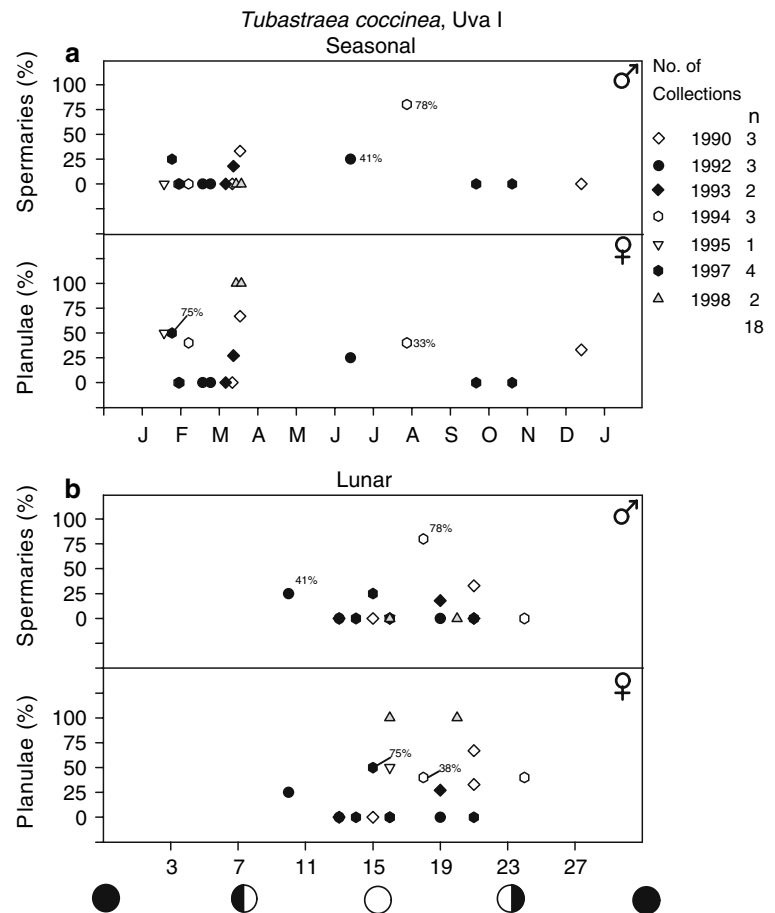 Tubastraea coccinea, Uva I
a
Seasonal
Spermaries (%)
100
75
50
25
0
78%
41%
♂
Planulae (%)
100
75
50
25
0
75%
33%
♀
J F M A M J J A S O N D J
No. of
Collections
n
1990 3
1992 3
1993 2
1994 3
1995 1
1997 4
1998 2
18
b
Lunar
Spermaries (%)
100
75
50
25
0
41%
78%
♂
Planulae (%)
100
75
50
25
0
75%
38%
♀
3 7 11 15 19 23 27